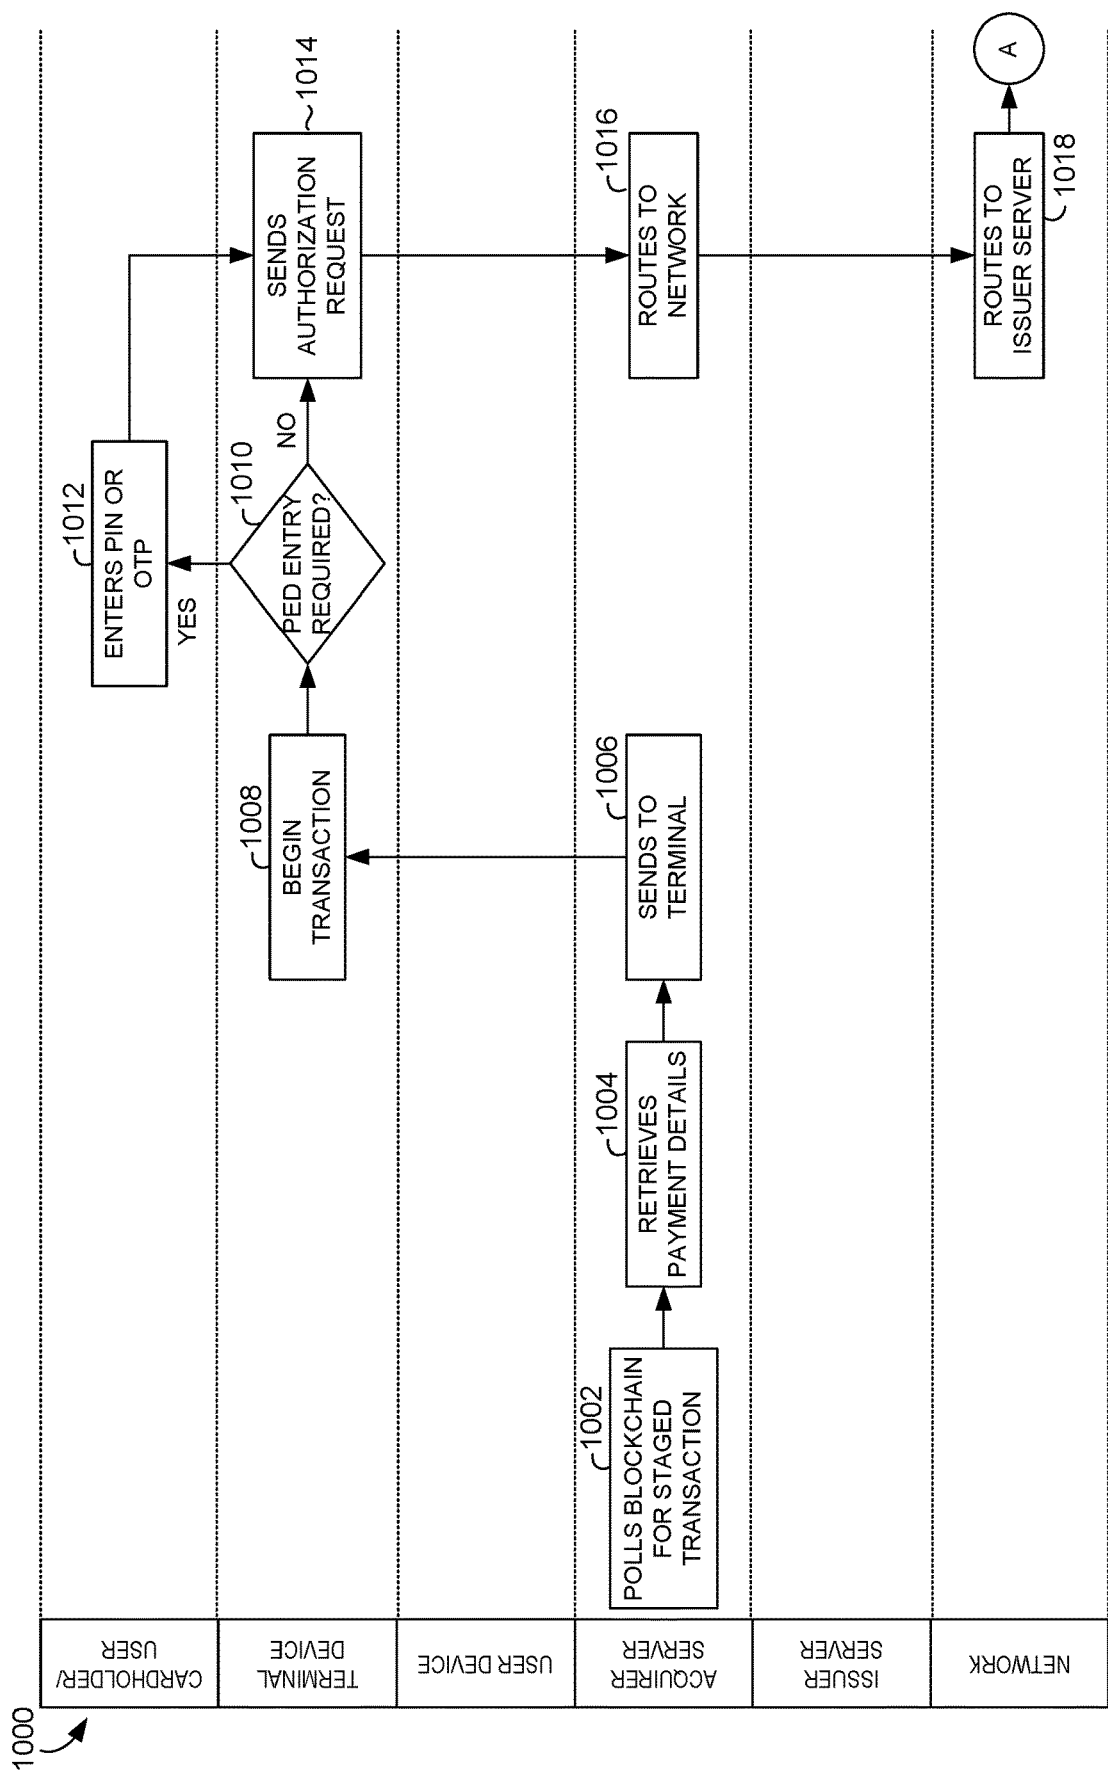 1000
CARDHOLDER/
USER
TERMINAL
DEVICE
USER DEVICE
ACQUIRER
SERVER
ISSUER
SERVER
NETWORK
1002
POLLS BLOCKCHAIN
FOR STAGED
TRANSACTION
1004
RETRIEVES
PAYMENT DETAILS
1006
SENDS TO
TERMINAL
1008
BEGIN
TRANSACTION
1010
PED ENTRY
REQUIRED?
YES
NO
1012
ENTERS PIN OR
OTP
1014
SENDS
AUTHORIZATION
REQUEST
1016
ROUTES TO
NETWORK
1018
ROUTES TO
ISSUER SERVER
A